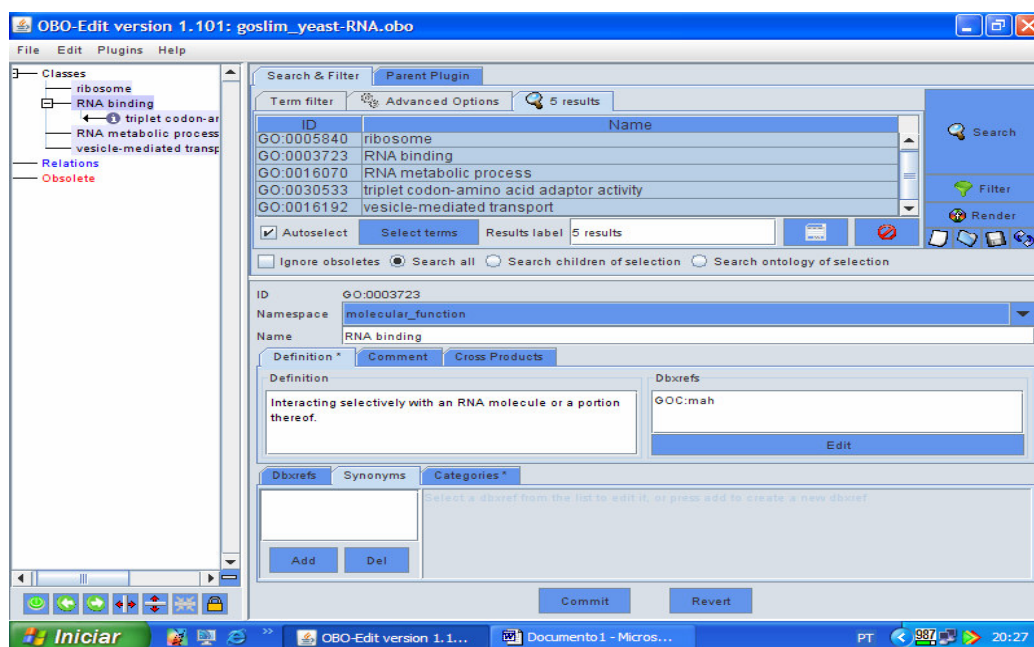 OBO-Edit version 1.101: goslim_yeast-RNA.obo
File Edit Plugins Help
Classes
ribosome
RNA binding
triplet codon-ar
RNA metabolic process
vesicle-mediated transp
Relations
Obsolete
Search & Filter Parent Plugin
Term filter Advanced Options 5 results
ID Name
GO:0005840 ribosome
GO:0003723 RNA binding
GO:0016070 RNA metabolic process
GO:0030533 triplet codon-amino acid adaptor activity
GO:0016192 vesicle-mediated transport
Autoselect Select terms Results label 5 results
Search
Filter
Render
Ignore obsoletes Search all Search children of selection Search ontology of selection
ID GO:0003723
Namespace molecular_function
Name RNA binding
Definition * Comment Cross Products
Definition
Interacting selectively with an RNA molecule or a portion
thereof.
Dbxrefs
GOC:mah
Edit
Dbxrefs Synonyms Categories *
Select a dbxref from the list to edit it, or press add to create a new dbxref
Add Del
Commit Revert
Iniciar OBO-Edit version 1.1... Documento1 - Micros... PT 987 20:27